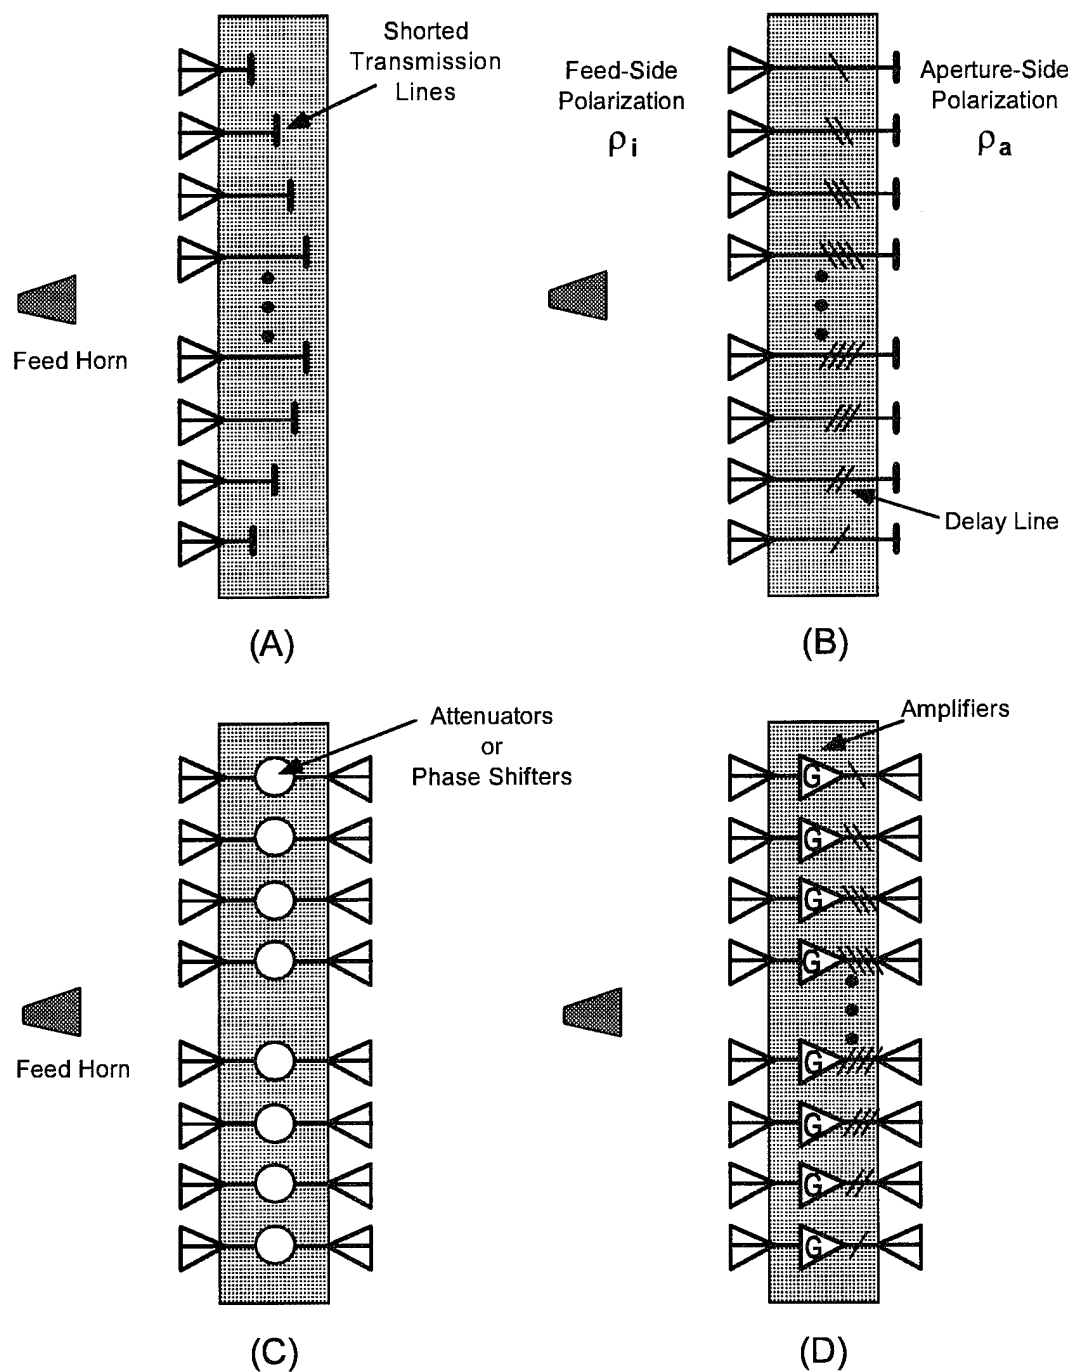 Shorted
Transmission
Lines
Feed Horn
(A)
Feed-Side
Polarization
ρi
Aperture-Side
Polarization
ρa
Delay Line
(B)
Attenuators
or
Phase Shifters
Feed Horn
(C)
Amplifiers
G
G
G
G
G
G
G
G
(D)